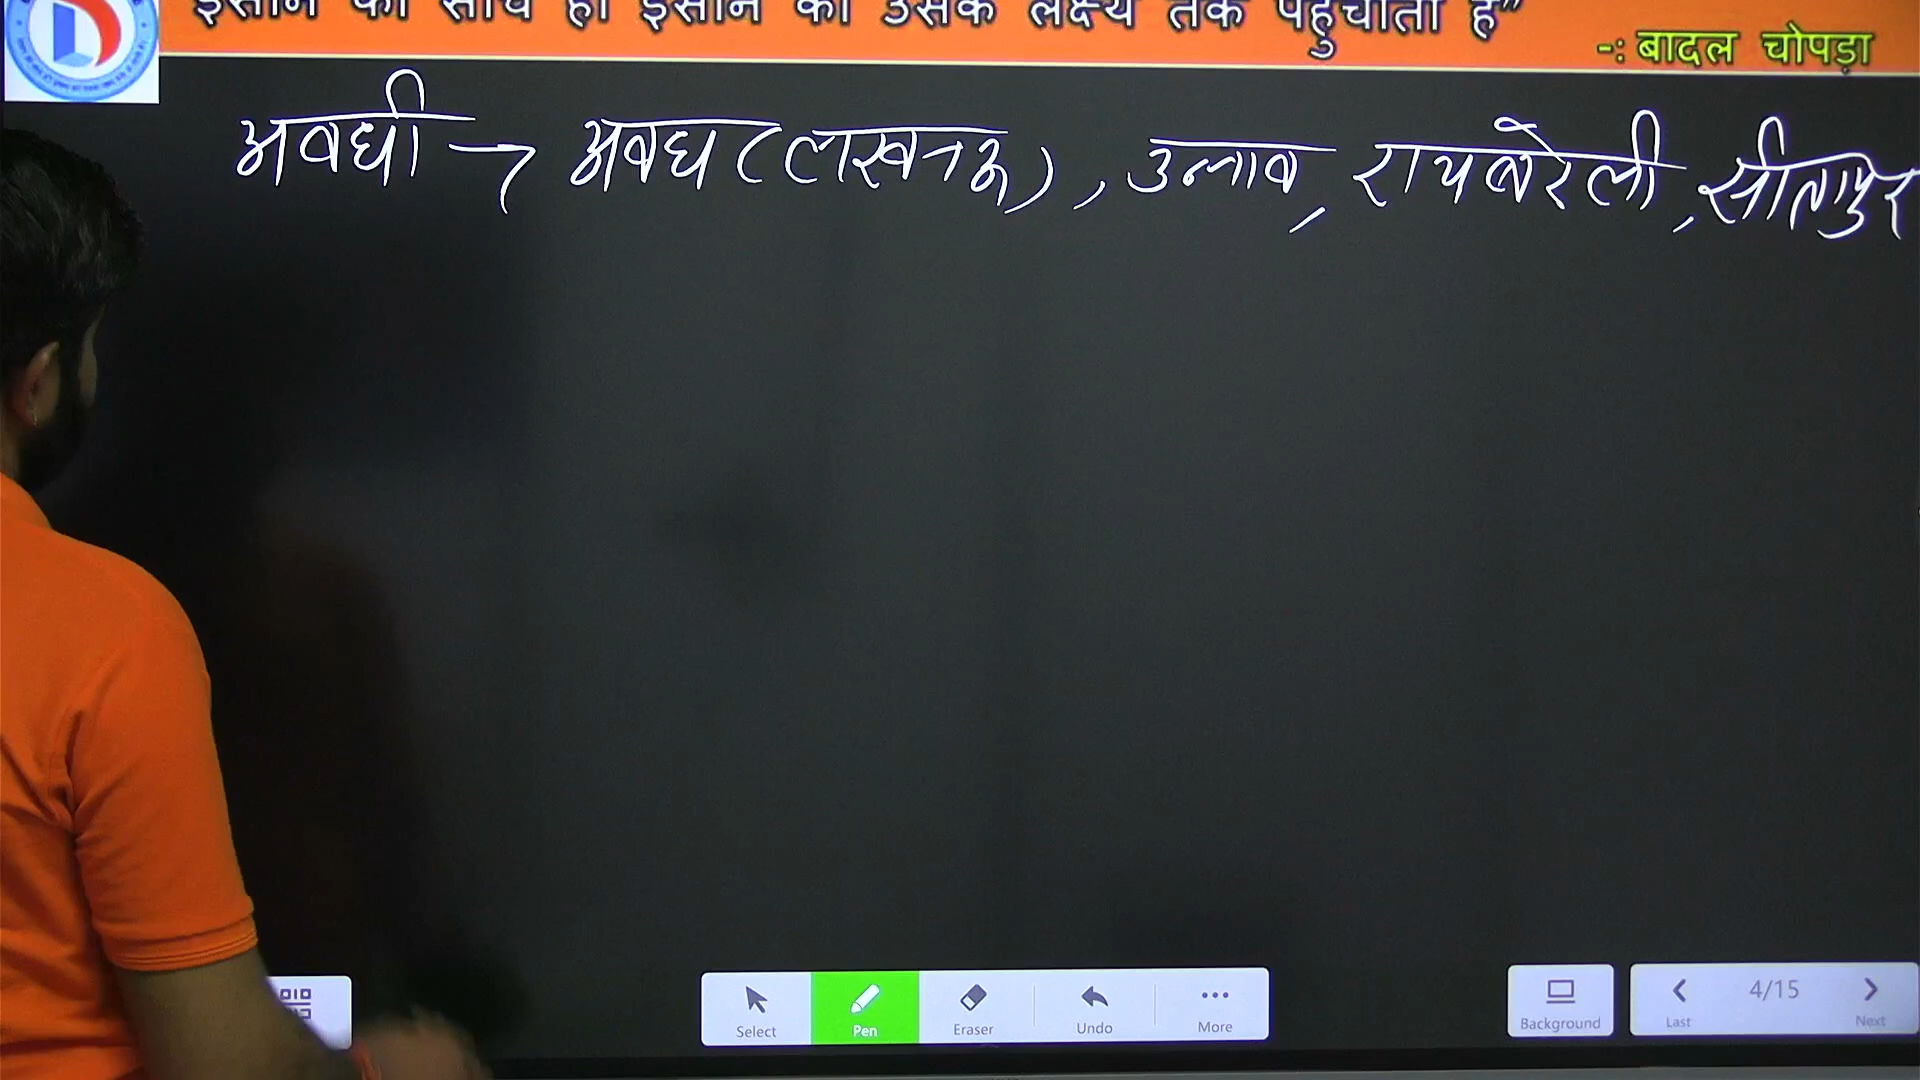 इंसान की सोच ही इंसान को उसके लक्ष्य तक पहुंचाती है”
-: बादल चोपड़ा
अवधी → अवध (लखनऊ), उन्नाव, रायबरेली, सीतापुर
Select
Pen
Eraser
Undo
More
Background
4/15
Last
Next